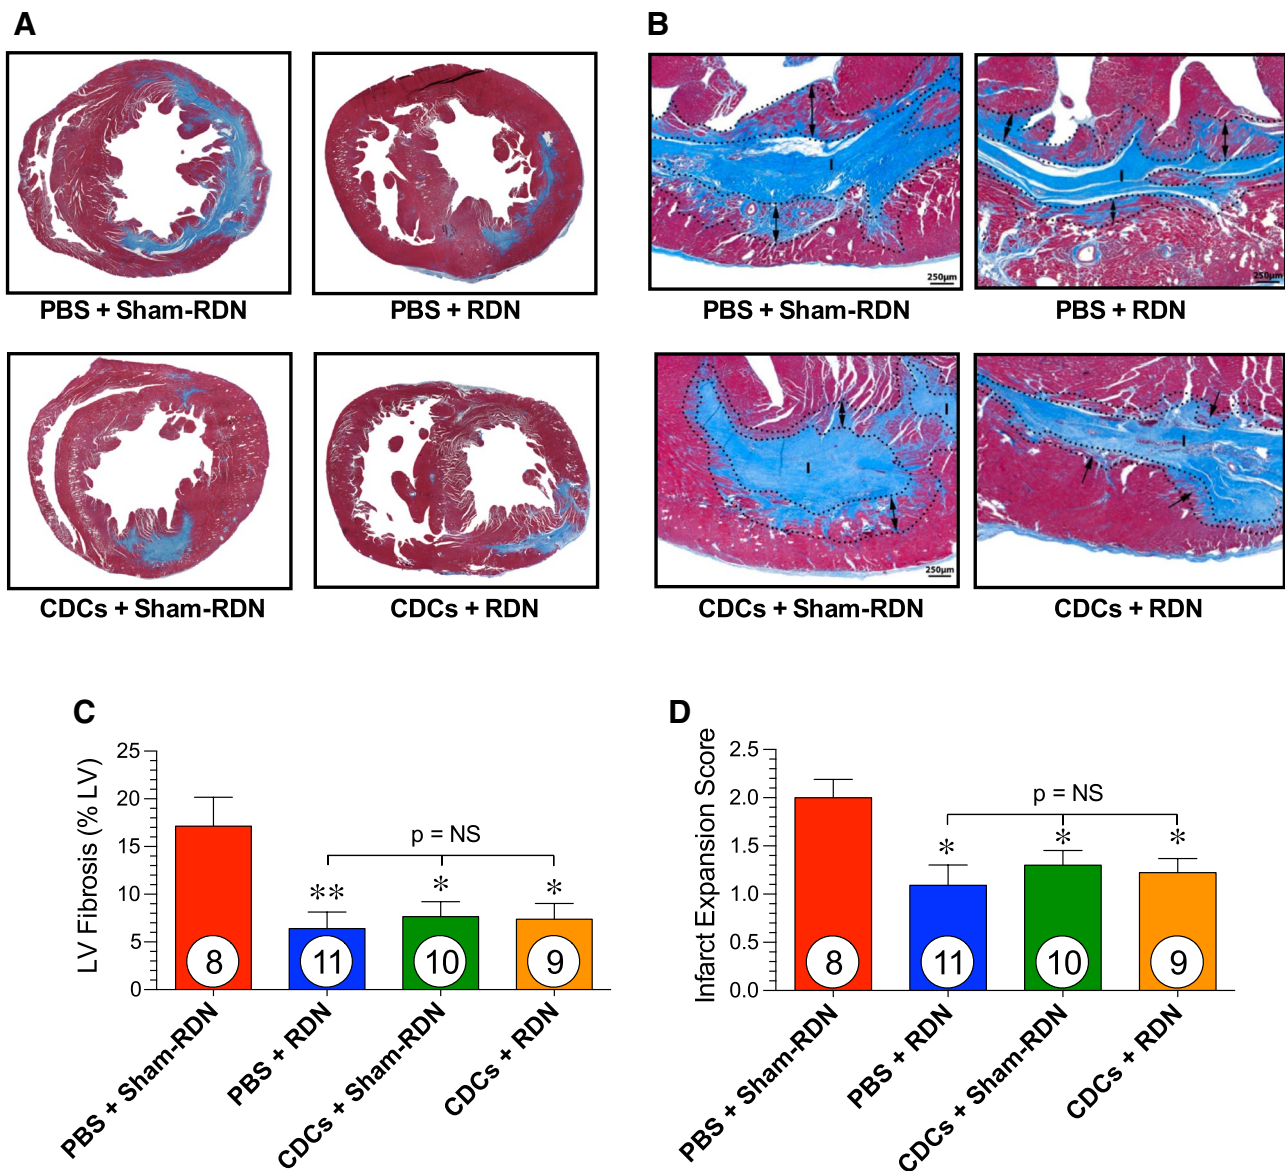 A
B
PBS + Sham-RDN
PBS + RDN
I
250µm
I
250µm
PBS + Sham-RDN
PBS + RDN
CDCs + Sham-RDN
CDCs + RDN
I
I
250µm
I
CDCs + Sham-RDN
CDCs + RDN
C
LV Fibrosis (% LV)
25
20
15
10
5
0
p = NS
**
*
*
8
11
10
9
PBS + Sham-RDN
PBS + RDN
CDCs + Sham-RDN
CDCs + RDN
D
Infarct Expansion Score
2.5
2.0
1.5
1.0
0.5
0.0
p = NS
*
*
*
8
11
10
9
PBS + Sham-RDN
PBS + RDN
CDCs + Sham-RDN
CDCs + RDN